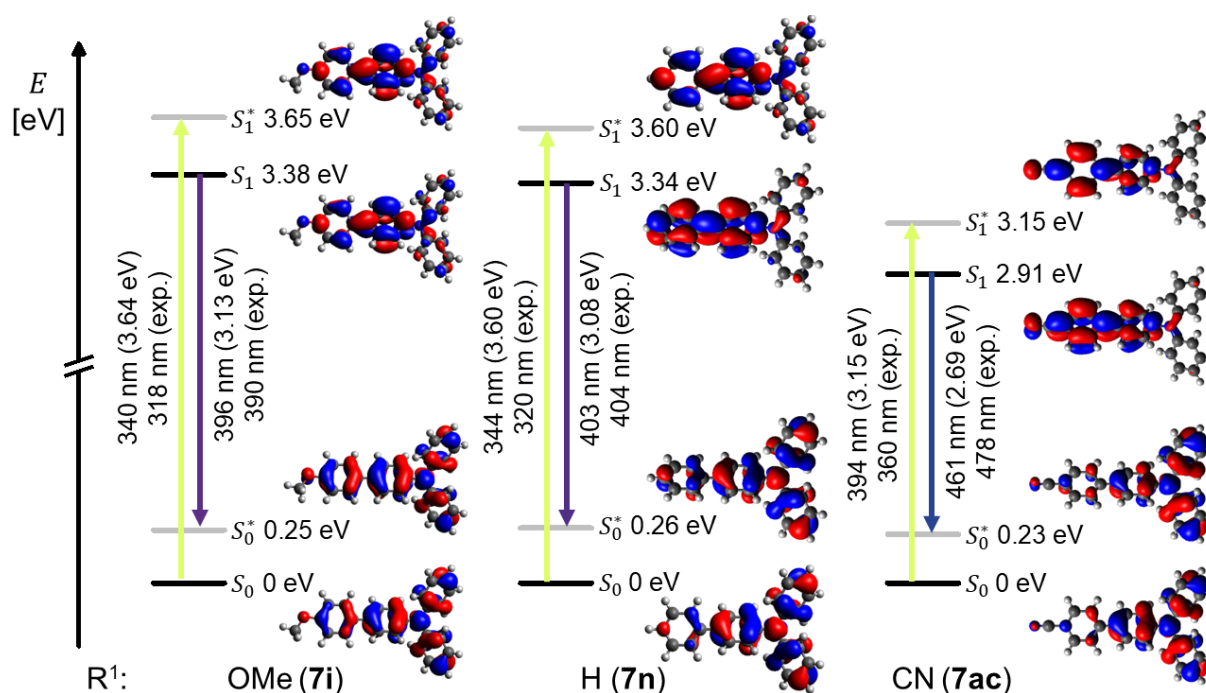 E
[eV]
S₁* 3.65 eV
S₁ 3.38 eV
340 nm (3.64 eV)
318 nm (exp.)
396 nm (3.13 eV)
390 nm (exp.)
S₀* 0.25 eV
S₀ 0 eV
S₁* 3.60 eV
S₁ 3.34 eV
344 nm (3.60 eV)
320 nm (exp.)
403 nm (3.08 eV)
404 nm (exp.)
S₀* 0.26 eV
S₀ 0 eV
S₁* 3.15 eV
S₁ 2.91 eV
394 nm (3.15 eV)
360 nm (exp.)
461 nm (2.69 eV)
478 nm (exp.)
S₀* 0.23 eV
S₀ 0 eV
R¹: OMe (7i) H (7n) CN (7ac)